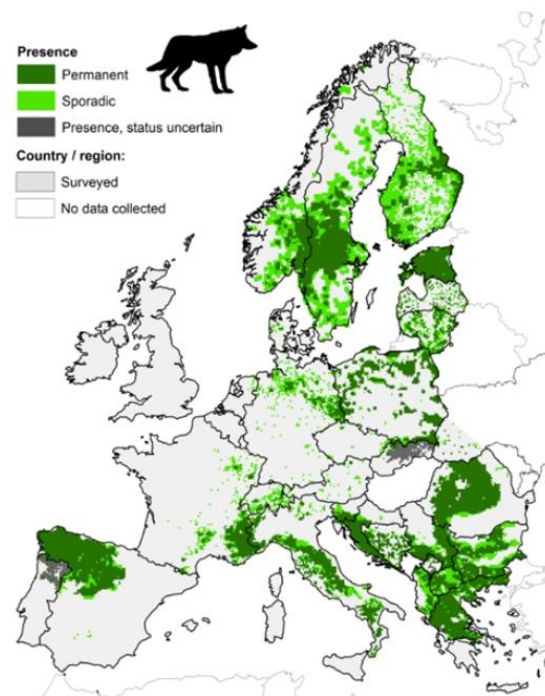 Presence
Permanent
Sporadic
Presence, status uncertain
Country / region:
Surveyed
No data collected